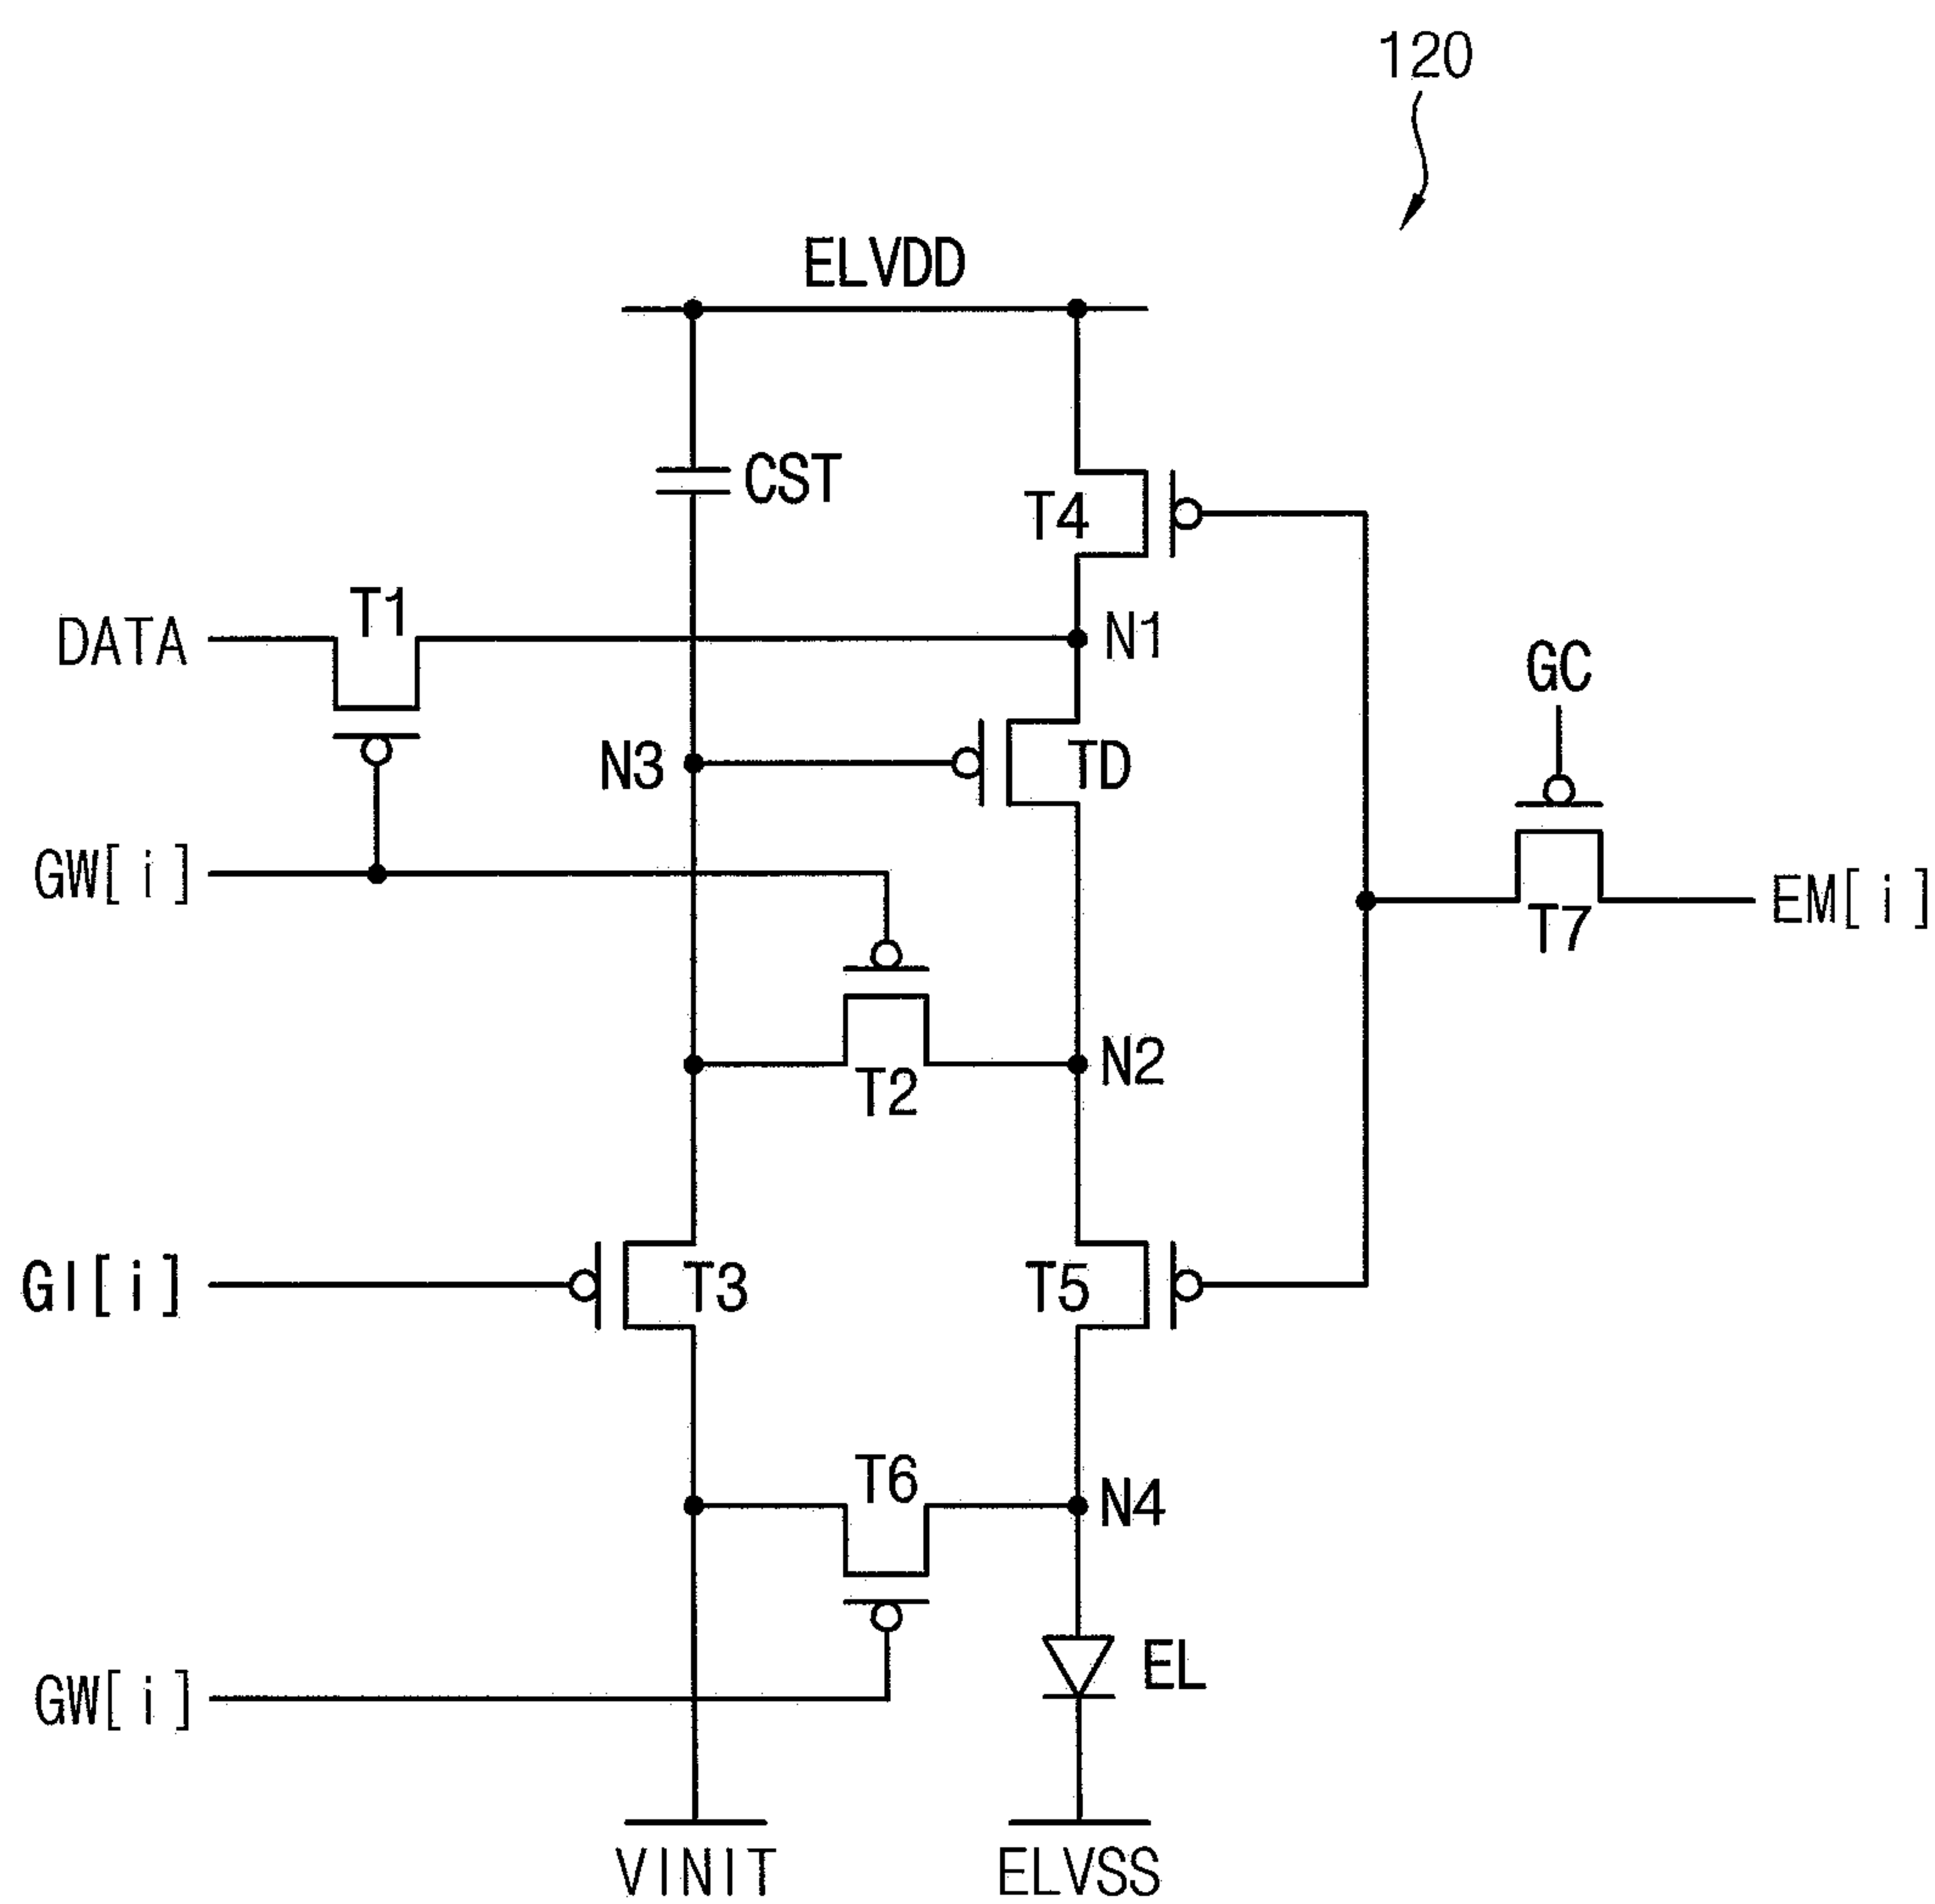 120
ELVDD
CST
T4
T1
DATA
N1
GC
N3
TD
GW[i]
EM[i]
T7
N2
T2
GI[i]
T3
T5
T6
N4
EL
GW[i]
VINIT
ELVSS